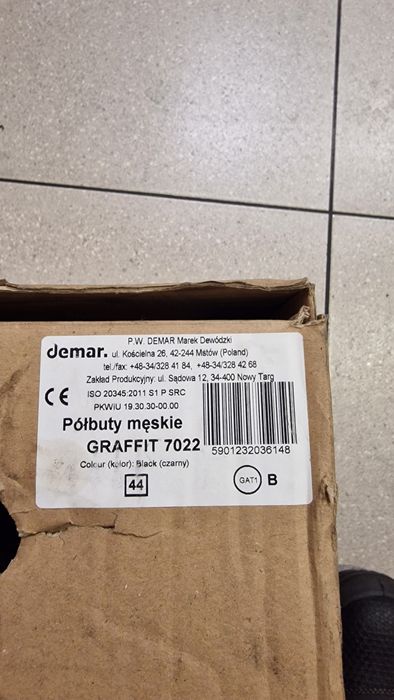 P.W. DEMAR Marek Dewódzki
demar. ul. Kościelna 26, 42-244 Mstów (Poland)
tel./fax: +48-34/328 41 84, +48-34/328 42 68
Zakład Produkcyjny: ul. Sądowa 12, 34-400 Nowy Targ
CE ISO 20345:2011 S1 P SRC
PKWiU 19.30.30-00.00
Półbuty męskie
GRAFFIT 7022
5901232036148
Colour (kolor): Black (czarny)
44 GAT1 B